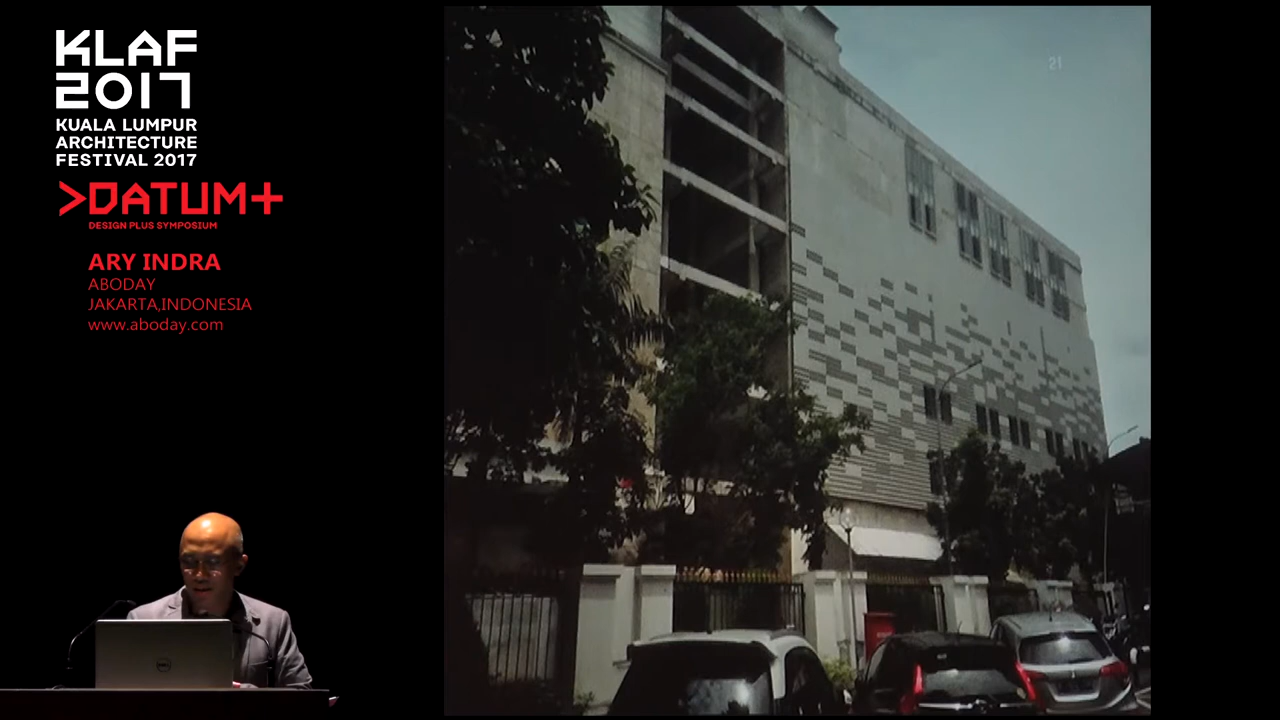 KLAF
2017
KUALA LUMPUR
ARCHITECTURE
FESTIVAL 2017
>DATUM+
DESIGN PLUS SYMPOSIUM
ARY INDRA
ABODAY
JAKARTA,INDONESIA
www.aboday.com
21
DELL